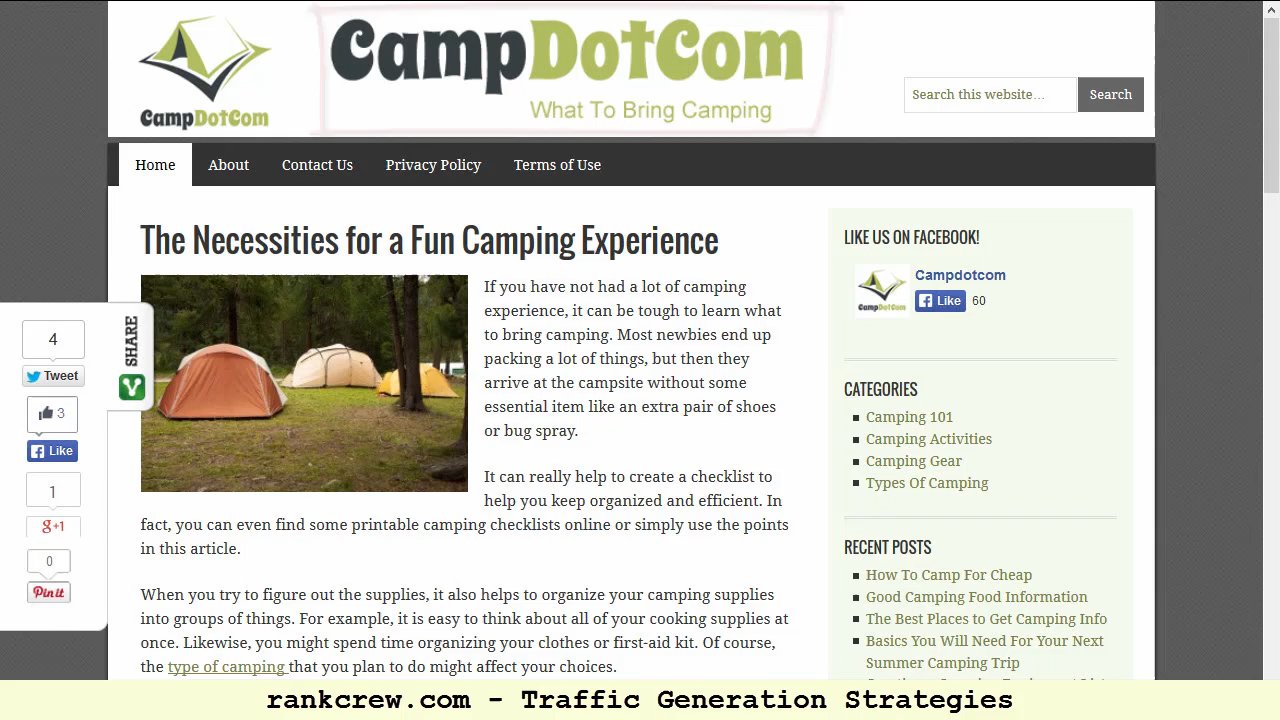 CampDotCom
What To Bring Camping
CampDotCom
Search this website…
Search
Home
About
Contact Us
Privacy Policy
Terms of Use
The Necessities for a Fun Camping Experience
If you have not had a lot of camping
experience, it can be tough to learn what
to bring camping. Most newbies end up
packing a lot of things, but then they
arrive at the campsite without some
essential item like an extra pair of shoes
or bug spray.
It can really help to create a checklist to
help you keep organized and efficient. In
fact, you can even find some printable camping checklists online or simply use the points
in this article.
When you try to figure out the supplies, it also helps to organize your camping supplies
into groups of things. For example, it is easy to think about all of your cooking supplies at
once. Likewise, you might spend time organizing your clothes or first-aid kit. Of course,
the type of camping that you plan to do might affect your choices.
SHARE
4
Tweet
3
Like
1
g+1
0
Pin it
LIKE US ON FACEBOOK!
CampDotCom
Campdotcom
Like 60
CATEGORIES
Camping 101
Camping Activities
Camping Gear
Types Of Camping
RECENT POSTS
How To Camp For Cheap
Good Camping Food Information
The Best Places to Get Camping Info
Basics You Will Need For Your Next
Summer Camping Trip
rankcrew.com - Traffic Generation Strategies